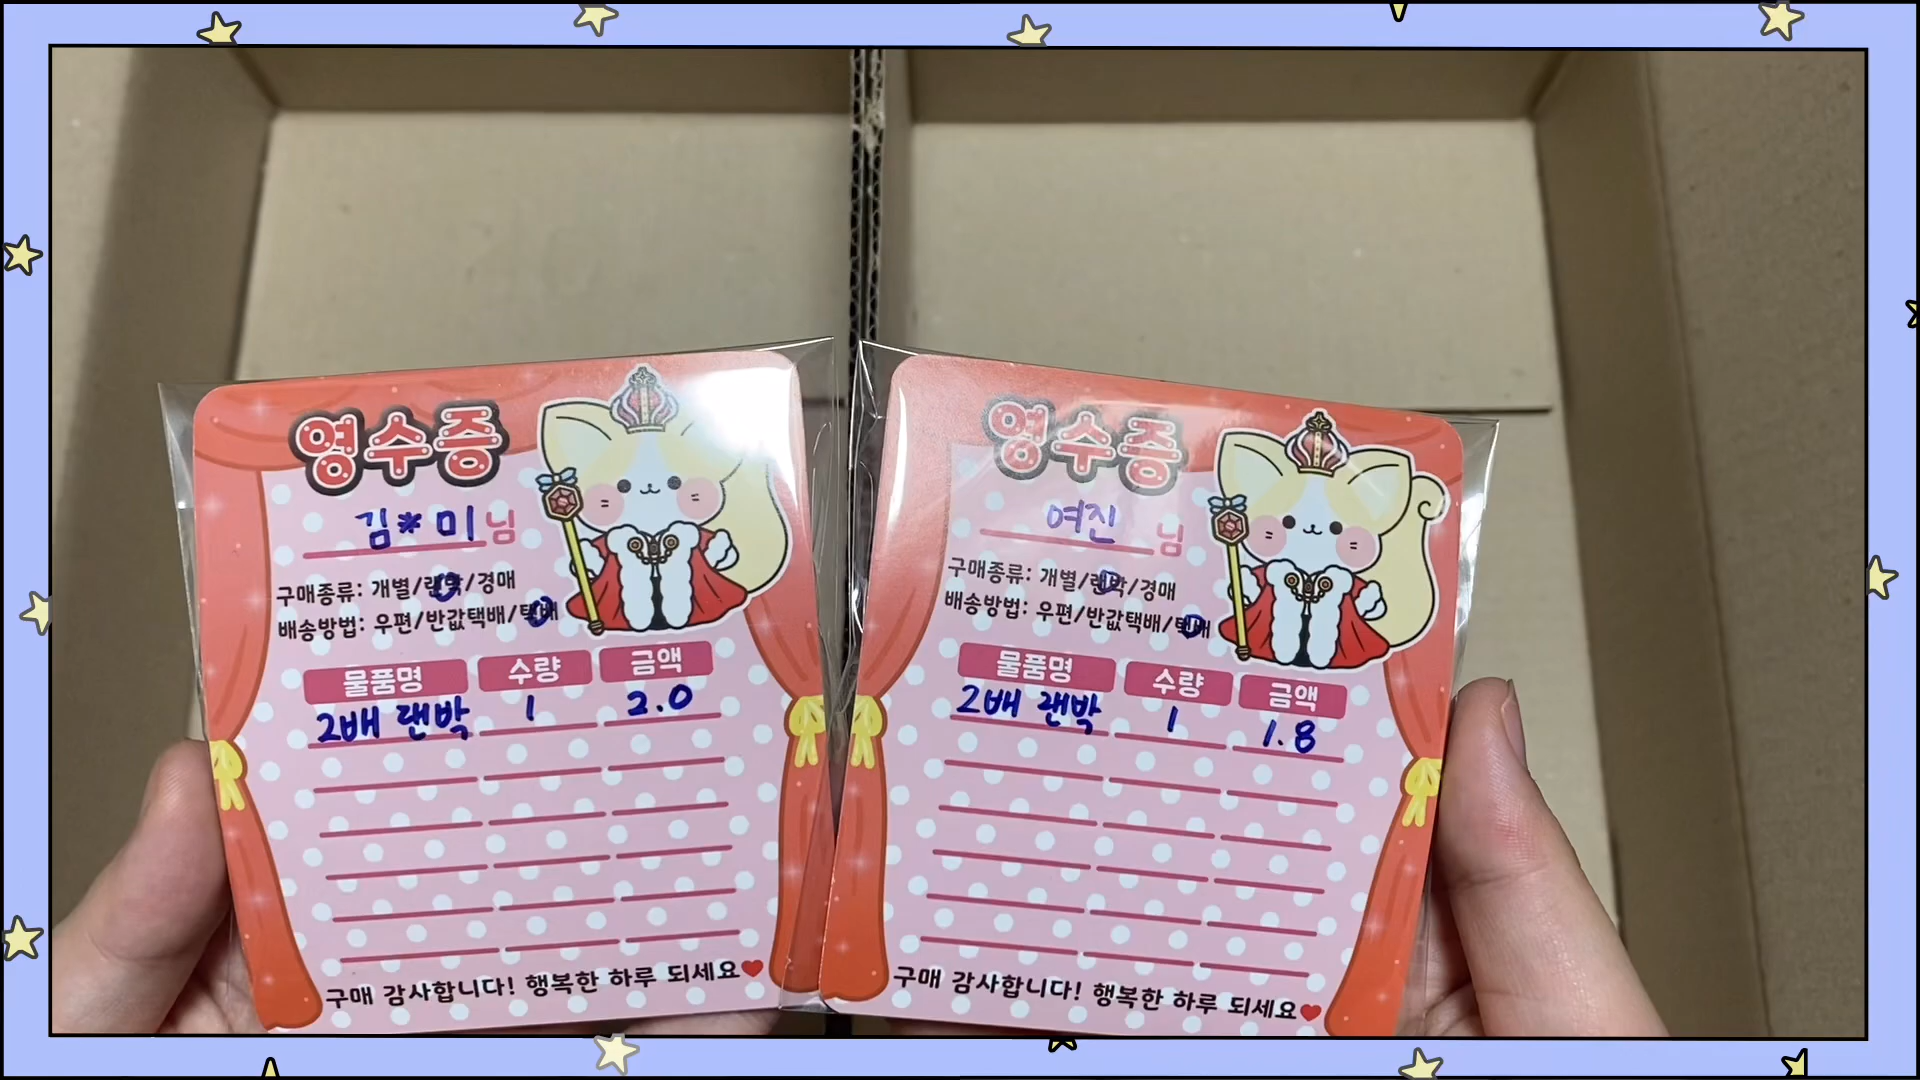 영수증
김*미님
구매종류: 개별/랜박/경매
배송방법: 우편/반값택배/택배
물품명 수량 금액
2배 랜박 1 2.0
구매 감사합니다! 행복한 하루 되세요❤
영수증
여진 님
구매종류: 개별/랜박/경매
배송방법: 우편/반값택배/택배
물품명 수량 금액
2배 랜박 1 1.8
구매 감사합니다! 행복한 하루 되세요❤